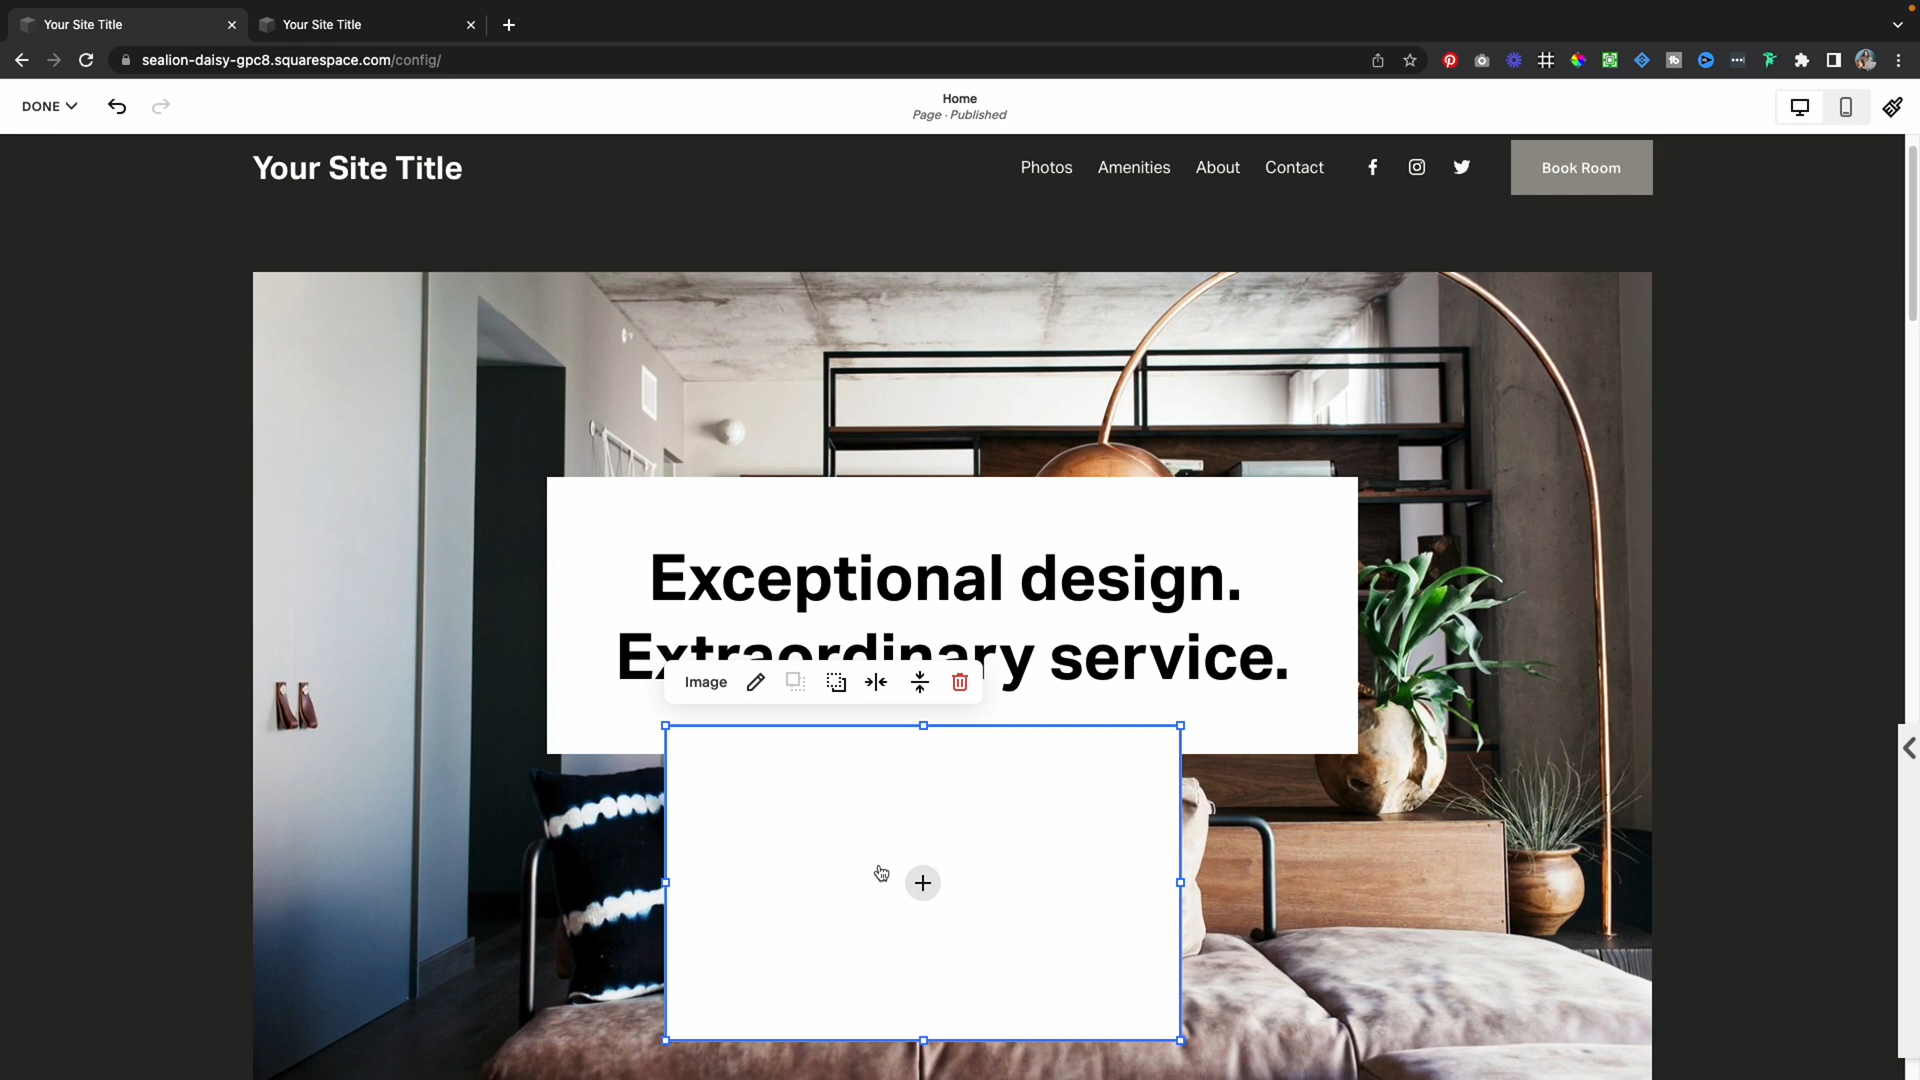 Your Site Title
Your Site Title
sealion-daisy-gpc8.squarespace.com/config/
DONE
Home
Page · Published
Your Site Title
Photos
Amenities
About
Contact
Book Room
Exceptional design.
Extraordinary service.
Image